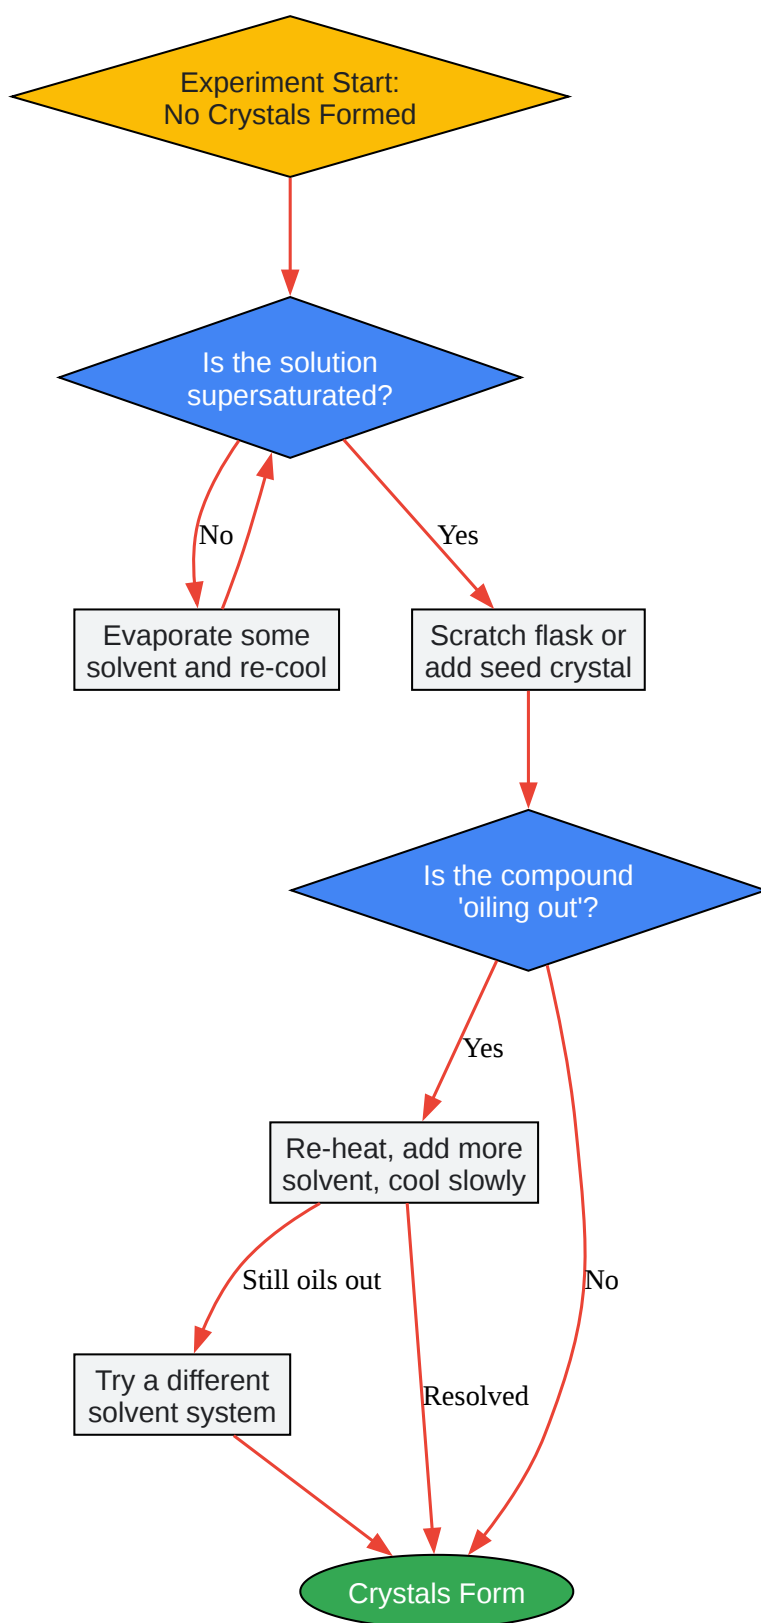 Experiment Start:
No Crystals Formed
Is the solution
supersaturated?
No
Yes
Evaporate some
solvent and re-cool
Scratch flask or
add seed crystal
Is the compound
'oiling out'?
Yes
Re-heat, add more
solvent, cool slowly
Still oils out
No
Try a different
solvent system
Resolved
Crystals Form